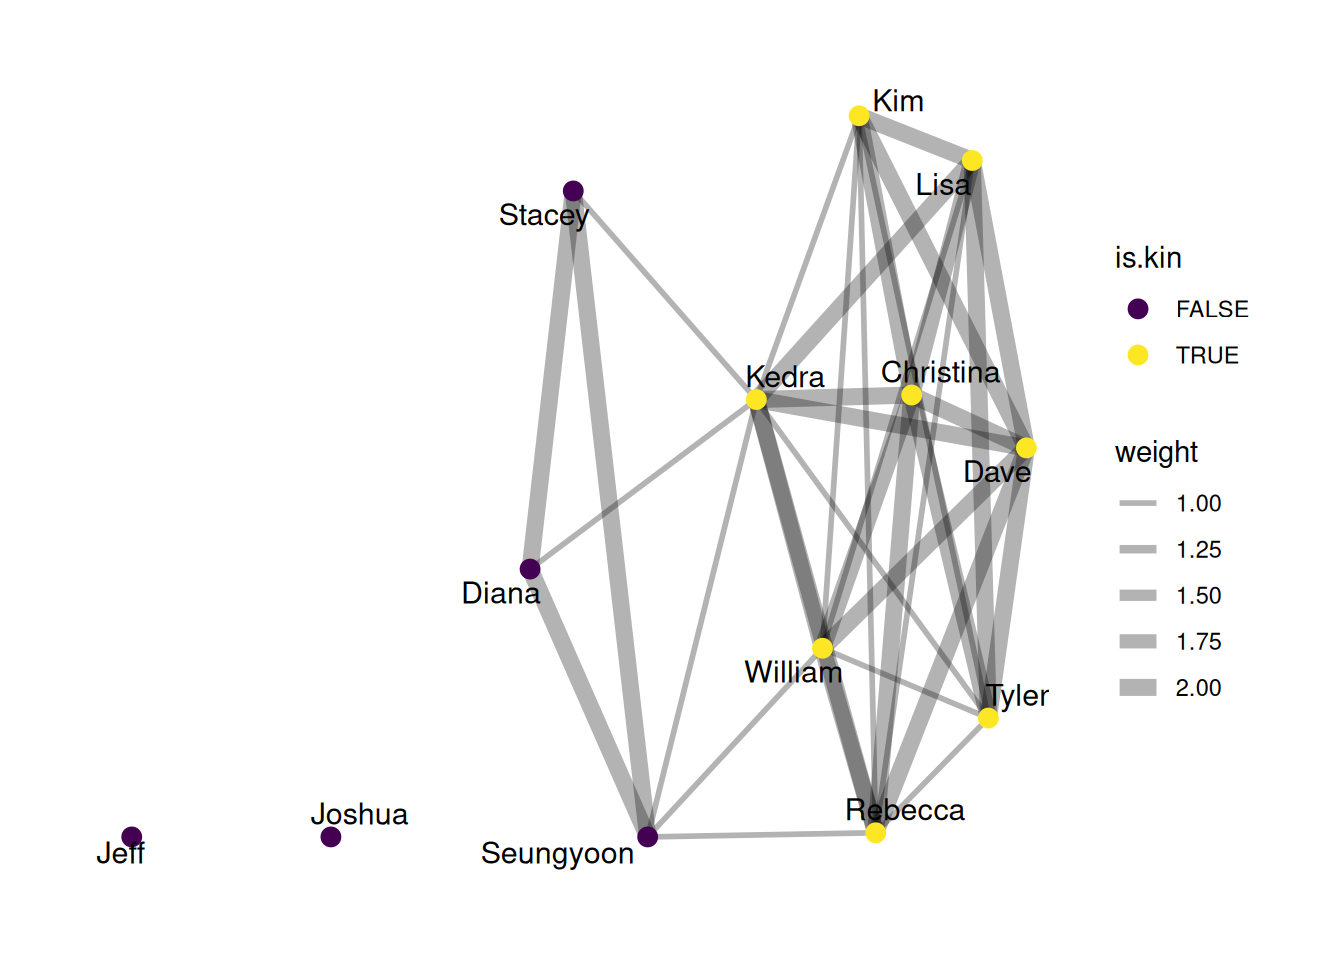 Kim
Lisa
Stacey
Kedra
Christina
Dave
Diana
William
Tyler
Rebecca
Joshua
Jeff
Seungyoon
is.kin
FALSE
TRUE
weight
1.00
1.25
1.50
1.75
2.00